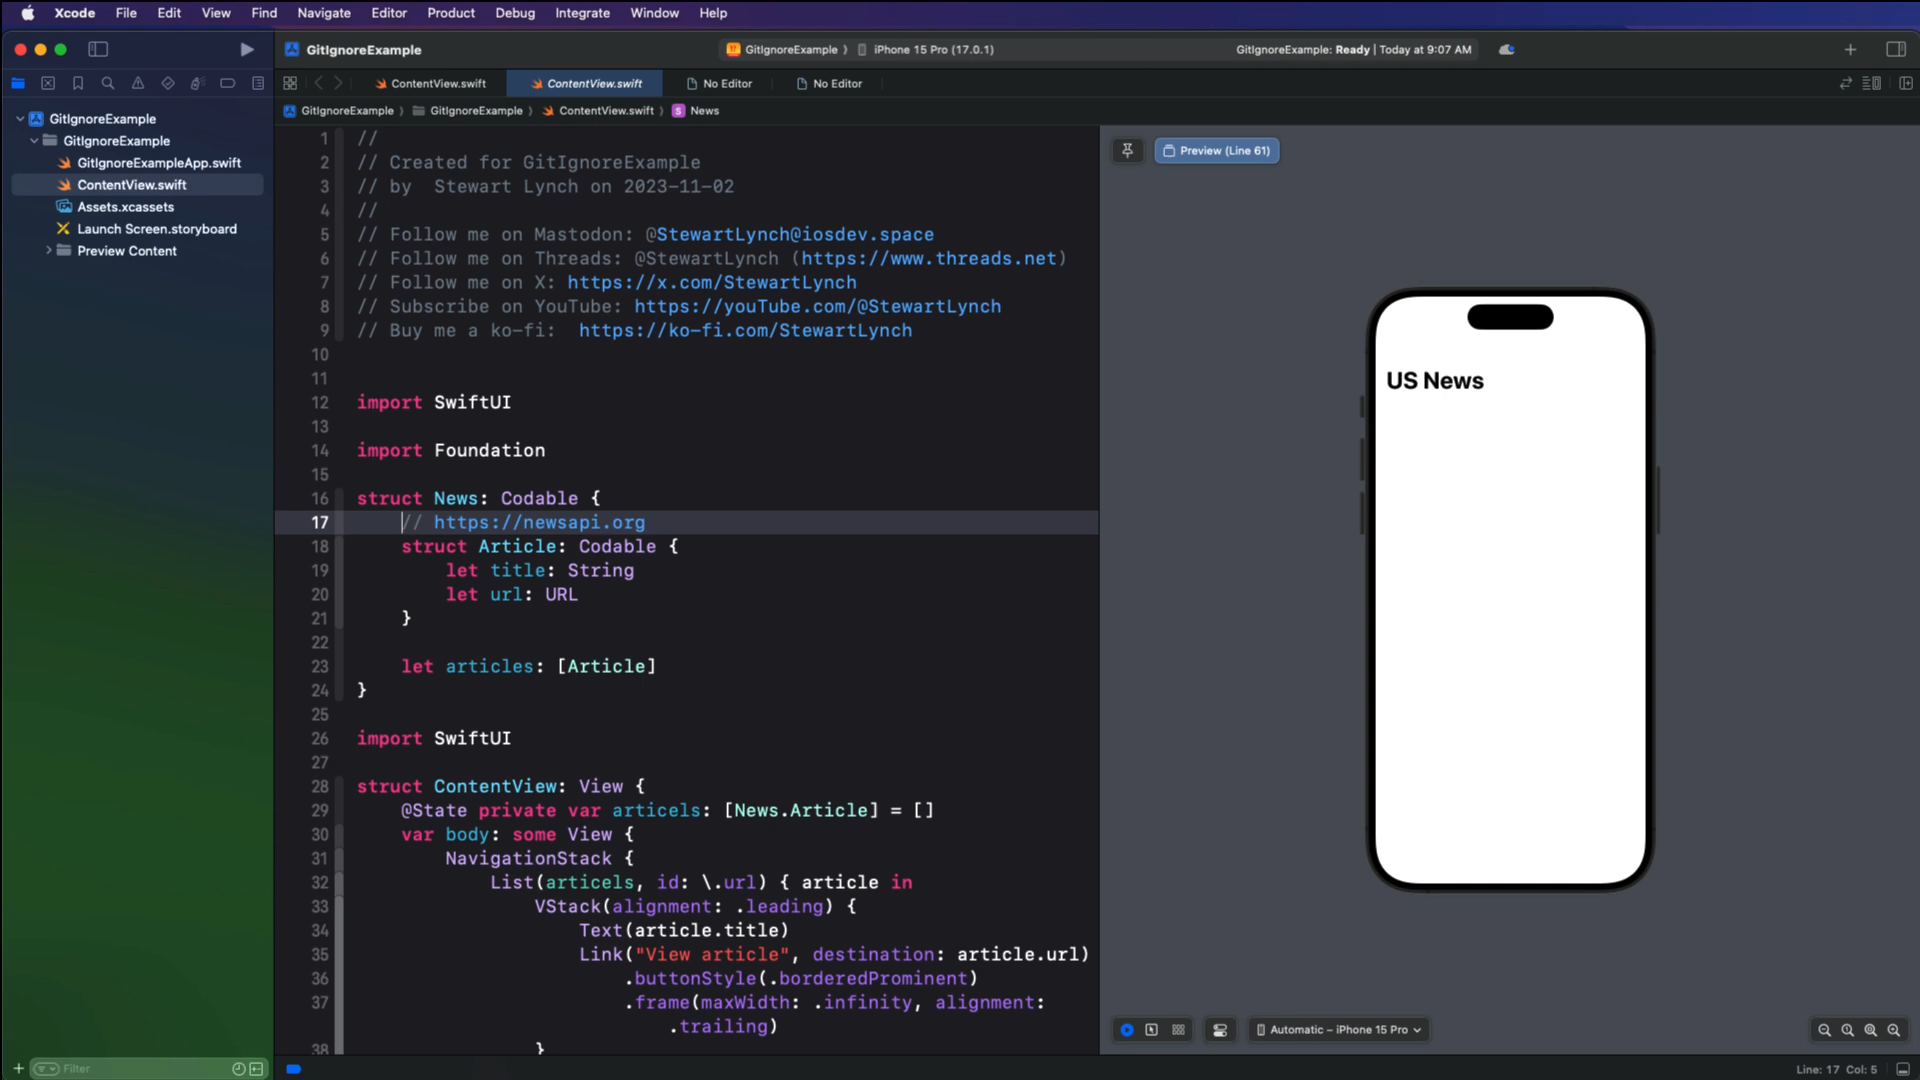 Xcode File Edit View Find Navigate Editor Product Debug Integrate Window Help
GitIgnoreExample
GitIgnoreExample ⟩ iPhone 15 Pro (17.0.1)
GitIgnoreExample: Ready | Today at 9:07 AM
ContentView.swift
ContentView.swift
No Editor
No Editor
GitIgnoreExample ⟩ GitIgnoreExample ⟩ ContentView.swift ⟩ S News
GitIgnoreExample
GitIgnoreExample
GitIgnoreExampleApp.swift
ContentView.swift
Assets.xcassets
Launch Screen.storyboard
Preview Content
Filter
1 //
2 // Created for GitIgnoreExample
3 // by  Stewart Lynch on 2023-11-02
4 //
5 // Follow me on Mastodon: @StewartLynch@iosdev.space
6 // Follow me on Threads: @StewartLynch (https://www.threads.net)
7 // Follow me on X: https://x.com/StewartLynch
8 // Subscribe on YouTube: https://youTube.com/@StewartLynch
9 // Buy me a ko-fi:  https://ko-fi.com/StewartLynch
10
11
12 import SwiftUI
13
14 import Foundation
15
16 struct News: Codable {
17     // https://newsapi.org
18     struct Article: Codable {
19         let title: String
20         let url: URL
21     }
22
23     let articles: [Article]
24 }
25
26 import SwiftUI
27
28 struct ContentView: View {
29     @State private var articels: [News.Article] = []
30     var body: some View {
31         NavigationStack {
32             List(articels, id: \.url) { article in
33                 VStack(alignment: .leading) {
34                     Text(article.title)
35                     Link("View article", destination: article.url)
36                         .buttonStyle(.borderedProminent)
37                         .frame(maxWidth: .infinity, alignment:
.trailing)
38                 }
Preview (Line 61)
US News
Automatic – iPhone 15 Pro
Line: 17 Col: 5